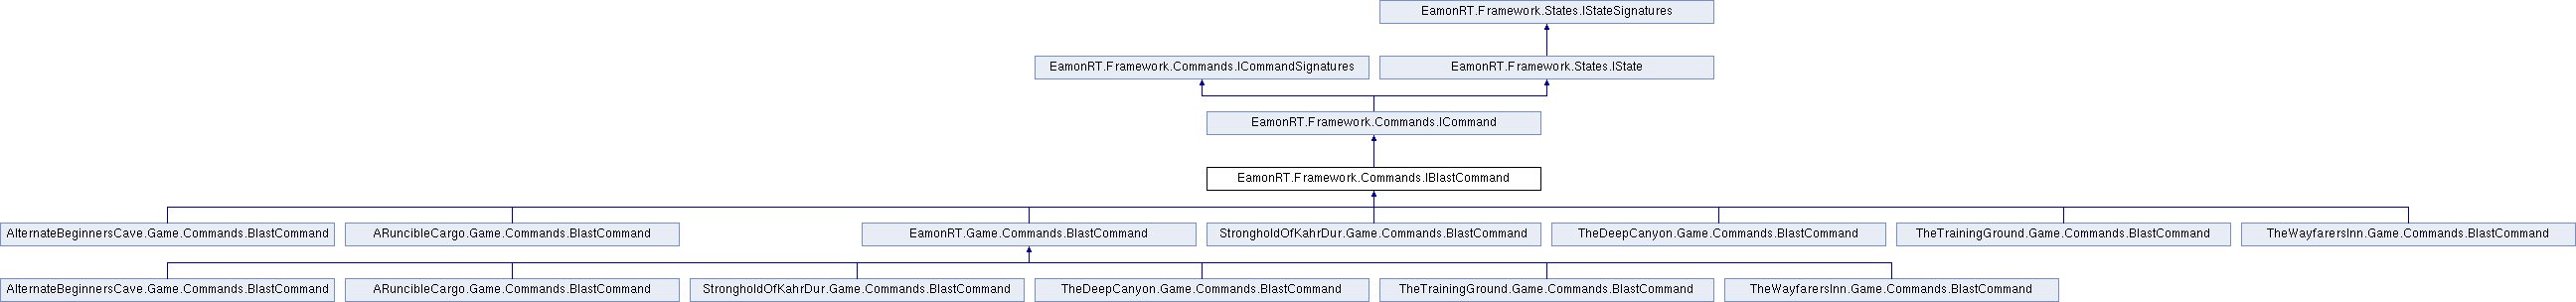 EamonRT.Framework.States.IStateSignatures
EamonRT.Framework.Commands.ICommandSignatures
EamonRT.Framework.States.IState
EamonRT.Framework.Commands.ICommand
EamonRT.Framework.Commands.IBlastCommand
AlternateBeginnersCave.Game.Commands.BlastCommand
ARuncibleCargo.Game.Commands.BlastCommand
EamonRT.Game.Commands.BlastCommand
StrongholdOfKahrDur.Game.Commands.BlastCommand
TheDeepCanyon.Game.Commands.BlastCommand
TheTrainingGround.Game.Commands.BlastCommand
TheWayfarersInn.Game.Commands.BlastCommand
AlternateBeginnersCave.Game.Commands.BlastCommand
ARuncibleCargo.Game.Commands.BlastCommand
StrongholdOfKahrDur.Game.Commands.BlastCommand
TheDeepCanyon.Game.Commands.BlastCommand
TheTrainingGround.Game.Commands.BlastCommand
TheWayfarersInn.Game.Commands.BlastCommand